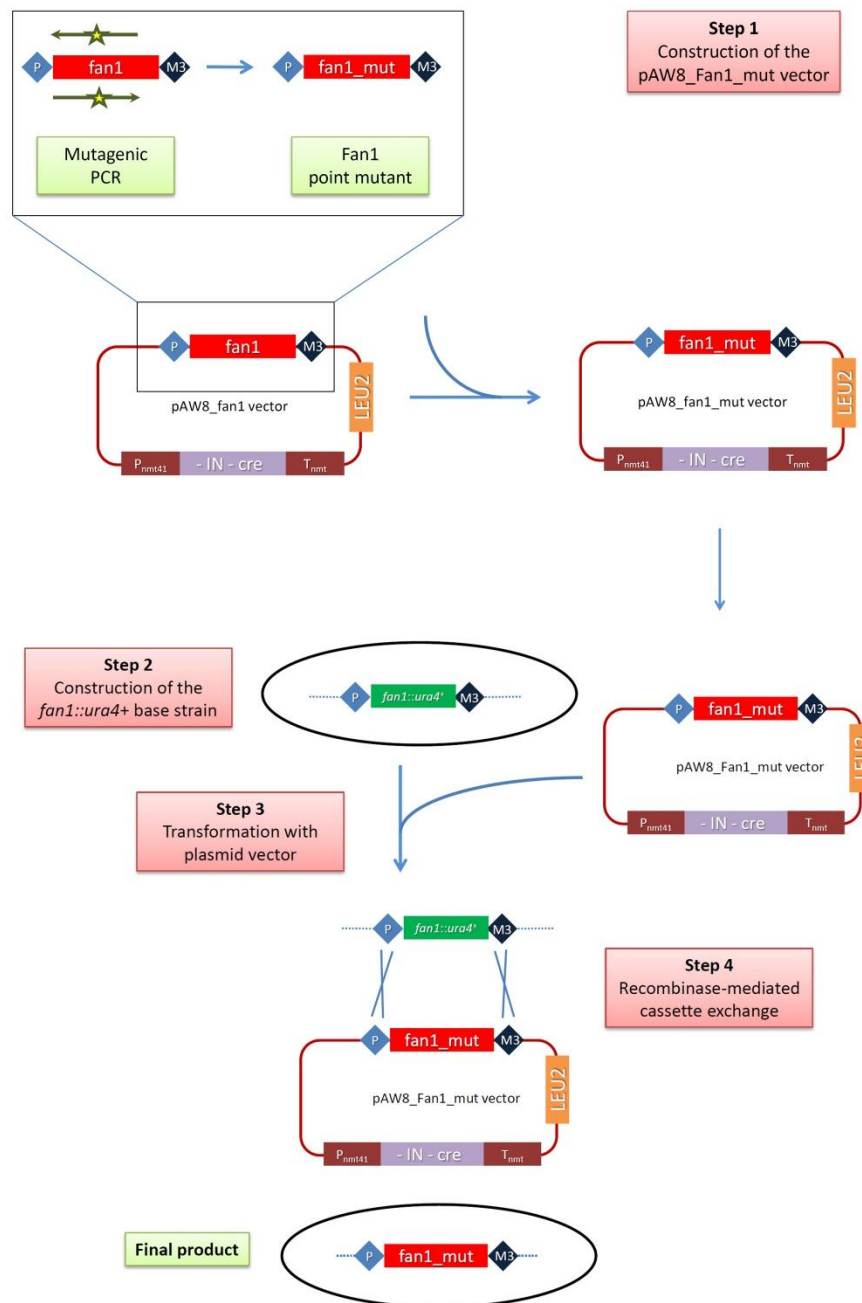 Step 1
Construction of the
pAW8_Fan1_mut vector
P
fan1
M3
P
fan1_mut
M3
Mutagenic
PCR
Fan1
point mutant
P
fan1
M3
LEU2
pAW8_fan1 vector
Pnmt41
- IN - cre
Tnmt
P
fan1_mut
M3
LEU2
pAW8_fan1_mut vector
Pnmt41
- IN - cre
Tnmt
Step 2
Construction of the
fan1::ura4+ base strain
P
fan1::ura4+
M3
P
fan1_mut
M3
LEU2
pAW8_Fan1_mut vector
Pnmt41
- IN - cre
Tnmt
Step 3
Transformation with
plasmid vector
P
fan1::ura4+
M3
Step 4
Recombinase-mediated
cassette exchange
P
fan1_mut
M3
LEU2
pAW8_Fan1_mut vector
Pnmt41
- IN - cre
Tnmt
Final product
P
fan1_mut
M3